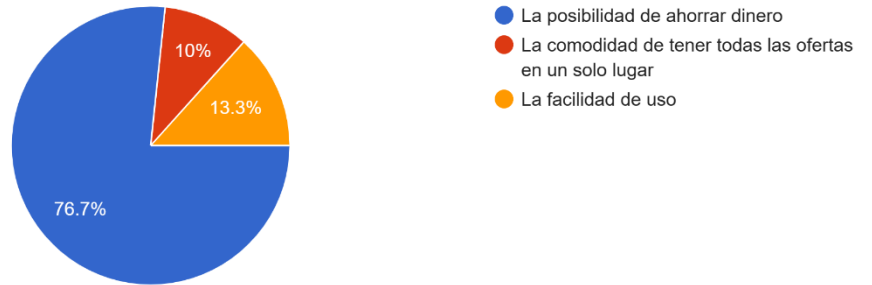 La posibilidad de ahorrar dinero
La comodidad de tener todas las ofertas
en un solo lugar
La facilidad de uso
10%
13.3%
76.7%